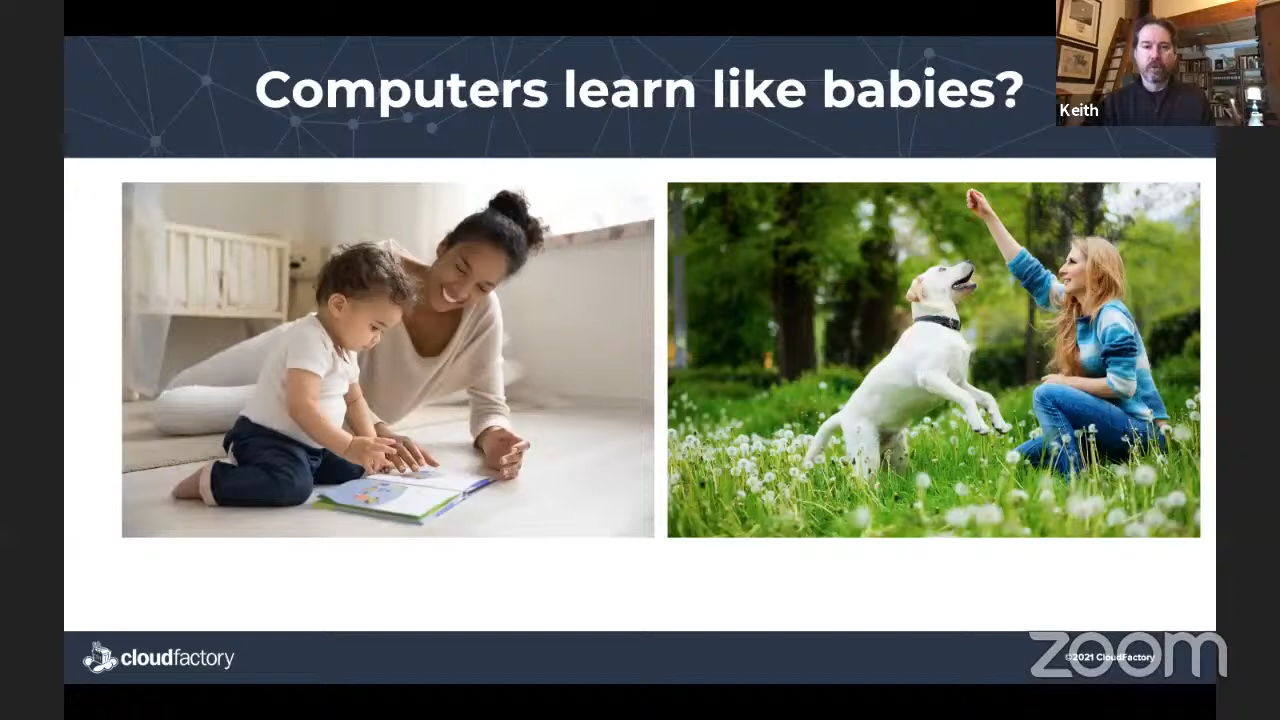 Computers learn like babies?
Keith
cloudfactory
©2021 CloudFactory
zoom